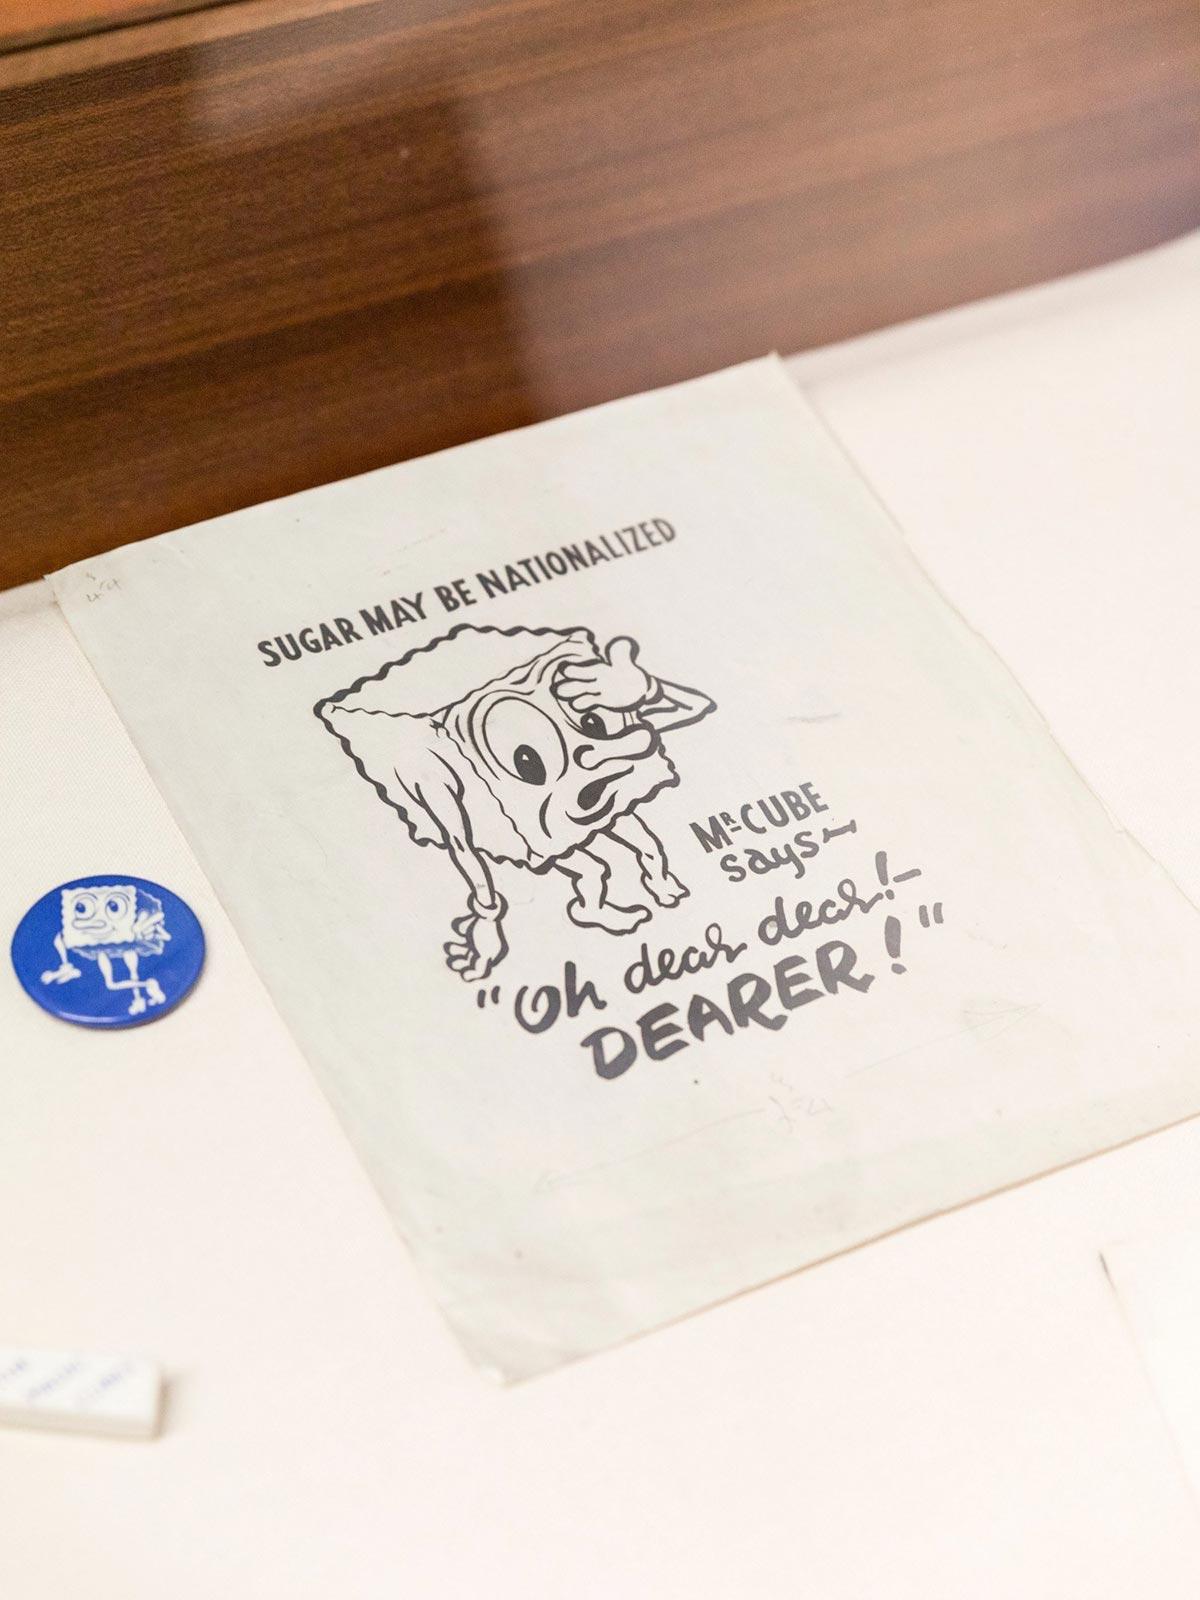 SUGAR MAY BE NATIONALIZED
Mr CUBE
says—
"Oh dear dear!—
DEARER!"